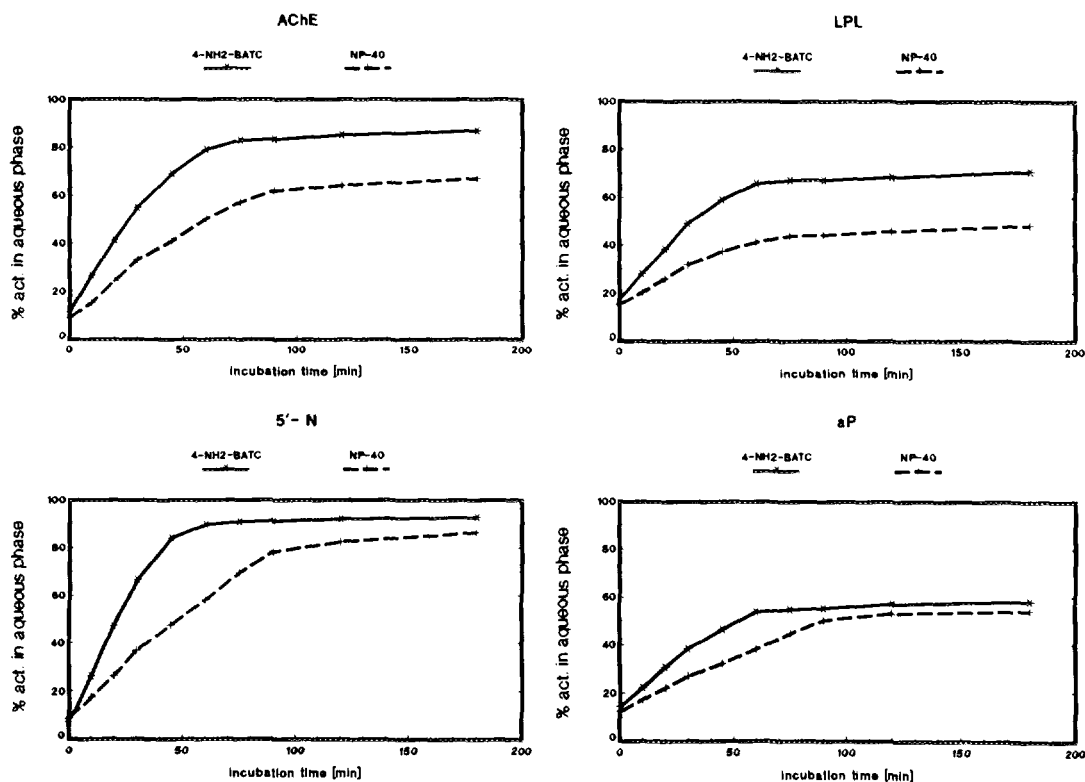 AChE
4-NH2-BATC NP-40
% act. in aqueous phase
100
80
60
40
20
0
0 50 100 150 200
incubation time [min]
LPL
4-NH2-BATC NP-40
% act. in aqueous phase
100
80
60
40
20
0
0 50 100 150 200
incubation time [min]
5'- N
4-NH2-BATC NP-40
% act. in aqueous phase
100
80
60
40
20
0
0 50 100 150 200
incubation time [min]
aP
4-NH2-BATC NP-40
% act. in aqueous phase
100
80
60
40
20
0
0 50 100 150 200
incubation time [min]